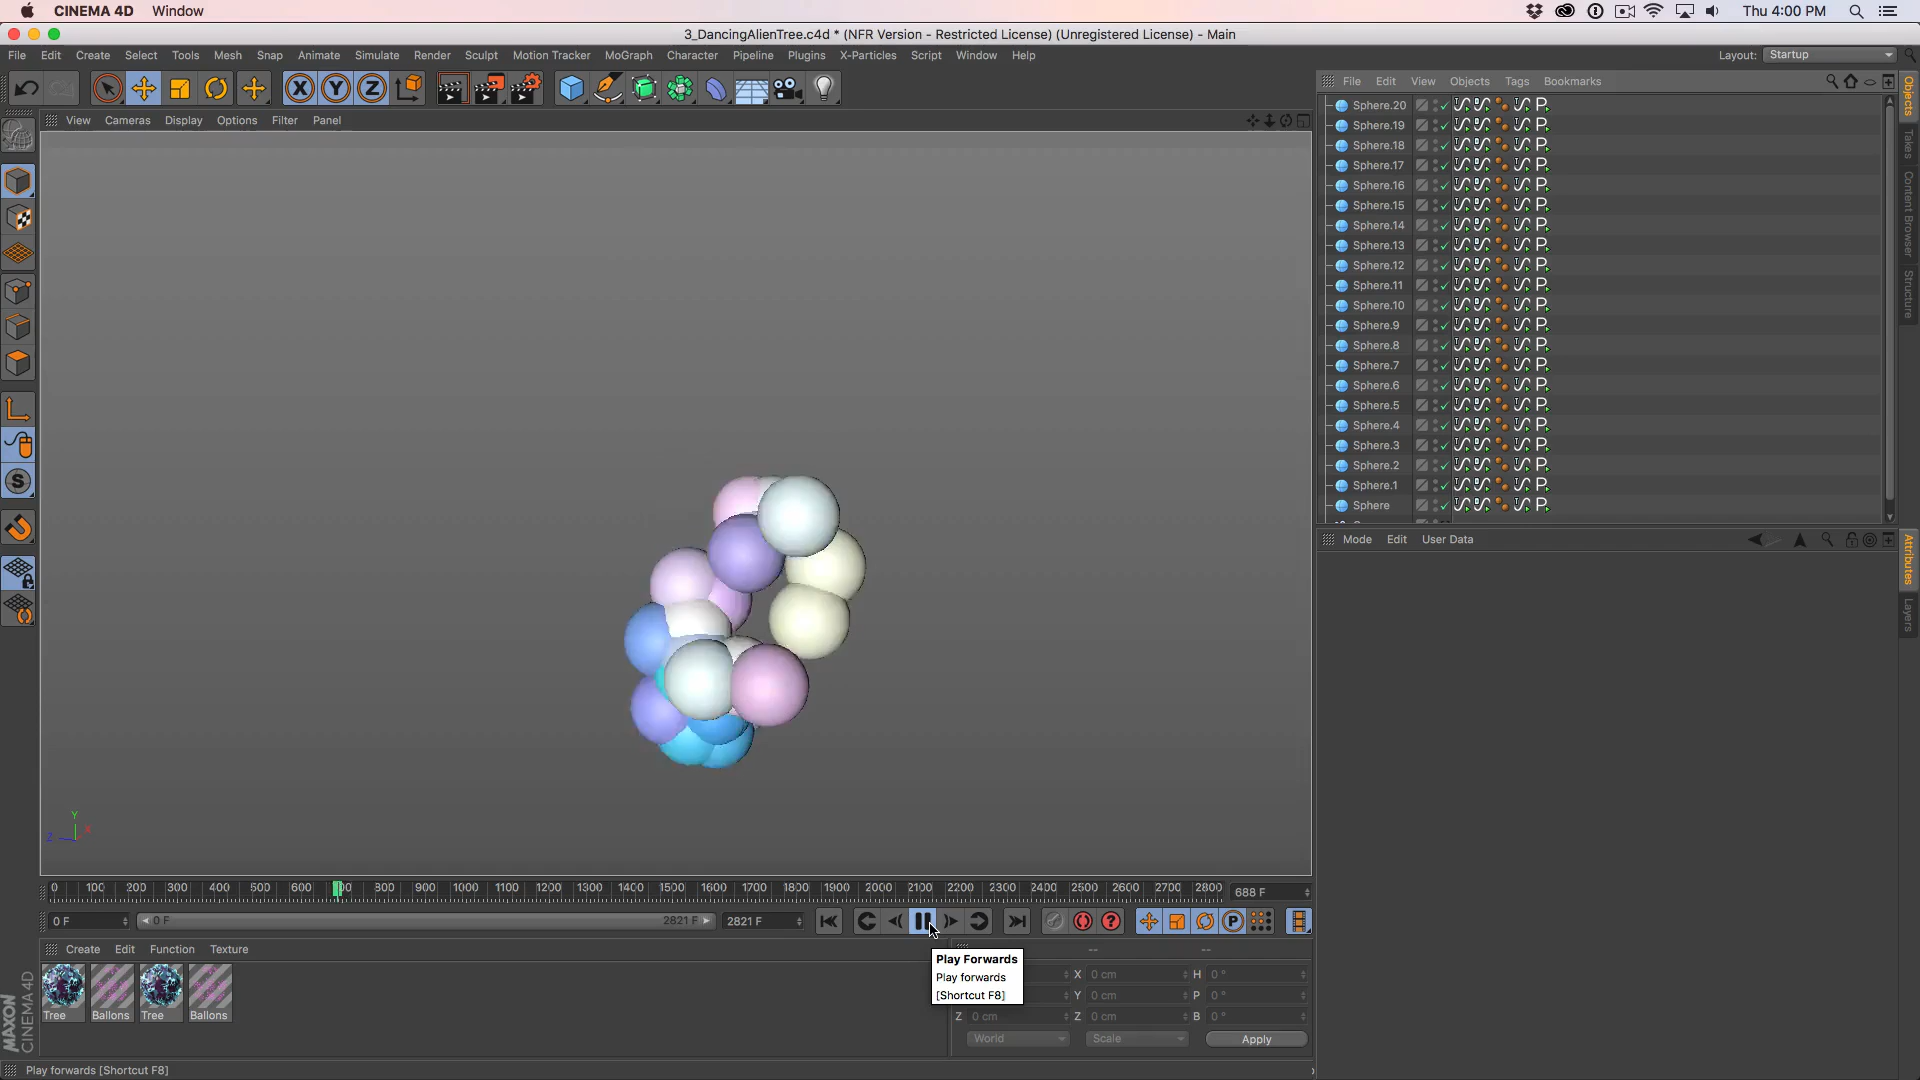 CINEMA 4D Window Thu 4:00 PM
3_DancingAlienTree.c4d * (NFR Version - Restricted License) (Unregistered License) - Main
File Edit Create Select Tools Mesh Snap Animate Simulate Render Sculpt Motion Tracker MoGraph Character Pipeline Plugins X-Particles Script Window Help Layout: Startup
X Y Z
File Edit View Objects Tags Bookmarks
View Cameras Display Options Filter Panel
Sphere.20
Sphere.19
Sphere.18
Sphere.17
Sphere.16
Sphere.15
Sphere.14
Sphere.13
Sphere.12
Sphere.11
Sphere.10
Sphere.9
Sphere.8
Sphere.7
Sphere.6
Sphere.5
Sphere.4
Sphere.3
Sphere.2
Sphere.1
Sphere
Objects
Takes
Content Browser
Structure
Mode Edit User Data
Attributes
Layers
Y
Z X
0 100 200 300 400 500 600 800 900 1000 1100 1200 1300 1400 1500 1600 1700 1800 1900 2000 2100 2200 2300 2400 2500 2600 2700 2800 688 F
0 F 0 F 2821 F 2821 F
Create Edit Function Texture
Tree Ballons Tree Ballons
Play Forwards
Play forwards
[Shortcut F8]
-- --
X 0 cm H 0 °
Y 0 cm P 0 °
Z 0 cm Z 0 cm B 0 °
World Scale Apply
MAXON
CINEMA 4D
Play forwards [Shortcut F8]